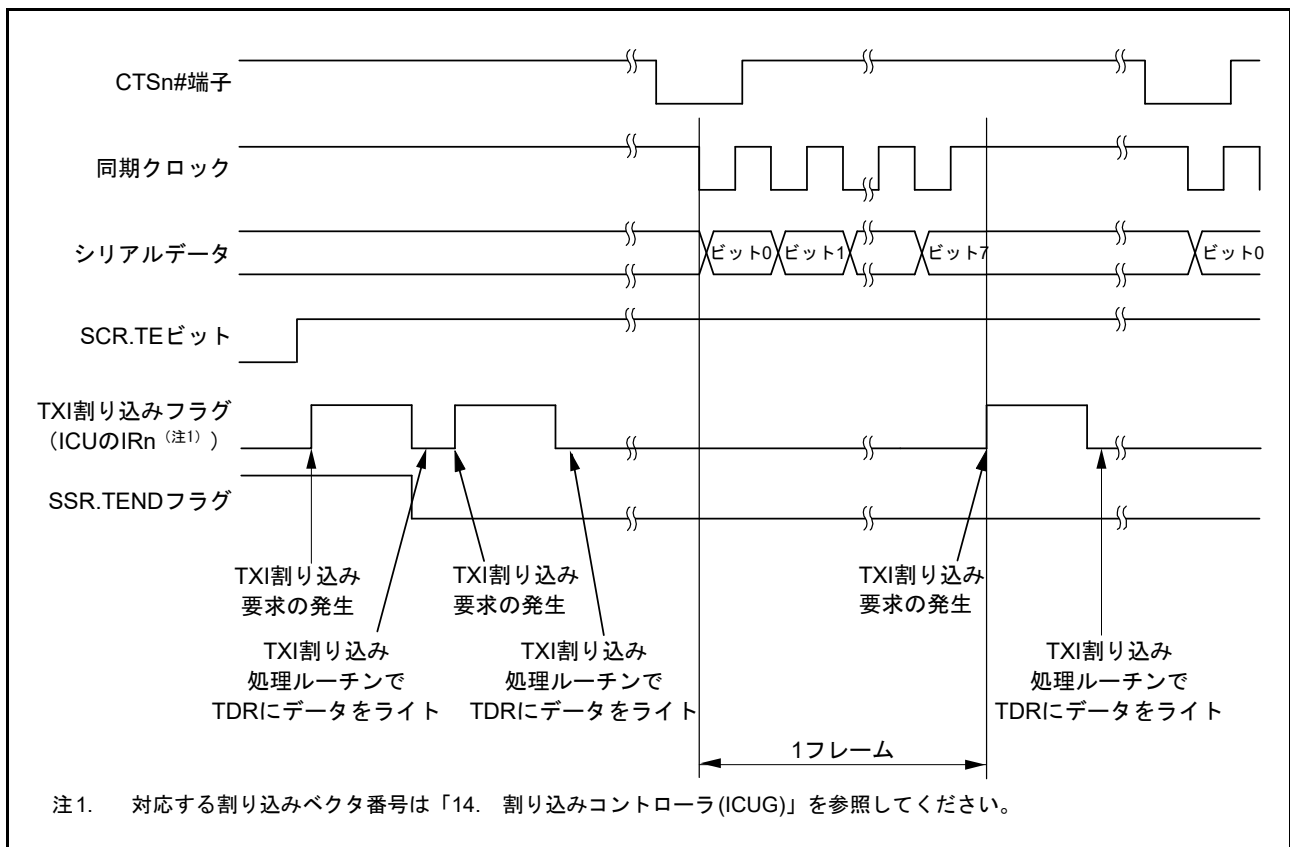 CTSn#端子
同期クロック
シリアルデータ
ビット0
ビット1
ビット7
ビット0
SCR.TEビット
TXI割り込みフラグ
(ICUのIRn (注1) )
SSR.TENDフラグ
TXI割り込み
要求の発生
TXI割り込み
要求の発生
TXI割り込み
要求の発生
TXI割り込み
処理ルーチンで
TDRにデータをライト
TXI割り込み
処理ルーチンで
TDRにデータをライト
TXI割り込み
処理ルーチンで
TDRにデータをライト
1フレーム
注1. 対応する割り込みベクタ番号は「14. 割り込みコントローラ(ICUG)」を参照してください。